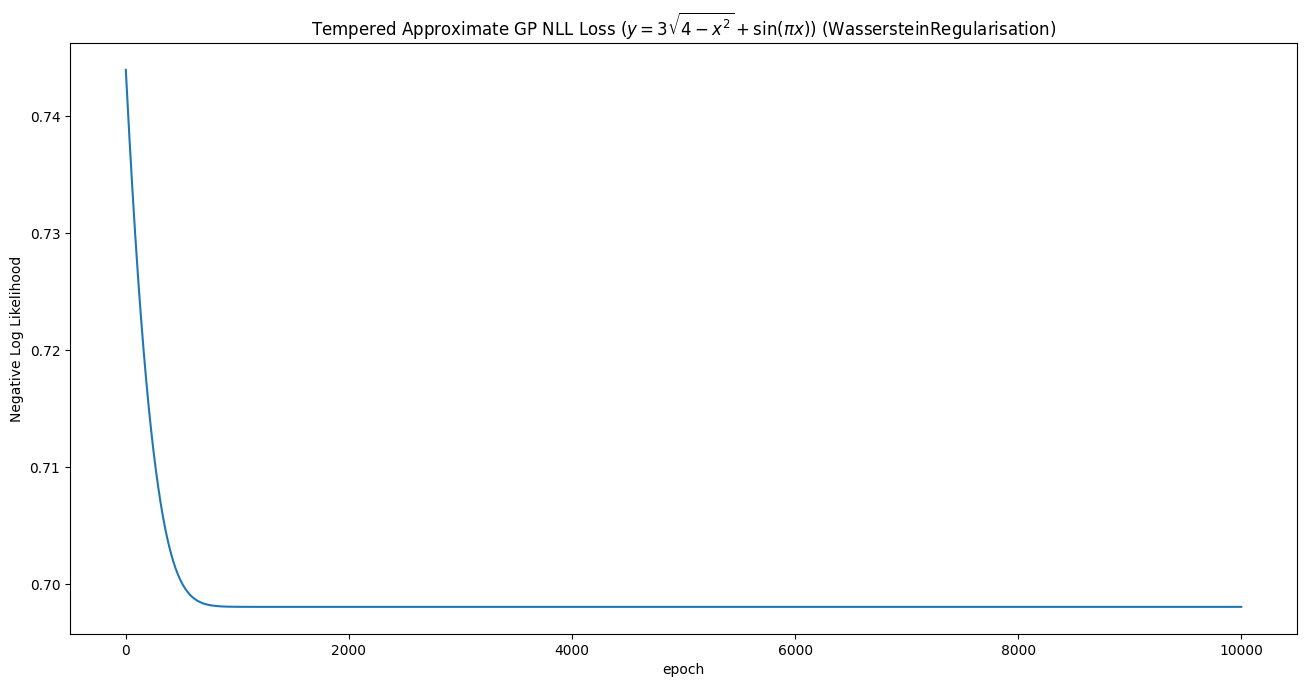 Tempered Approximate GP NLL Loss ($y = 3\sqrt{4 - x^2} + \sin(\pi x)$) (WassersteinRegularisation)
0.74
0.73
0.72
0.71
0.70
Negative Log Likelihood
0 2000 4000 6000 8000 10000
epoch